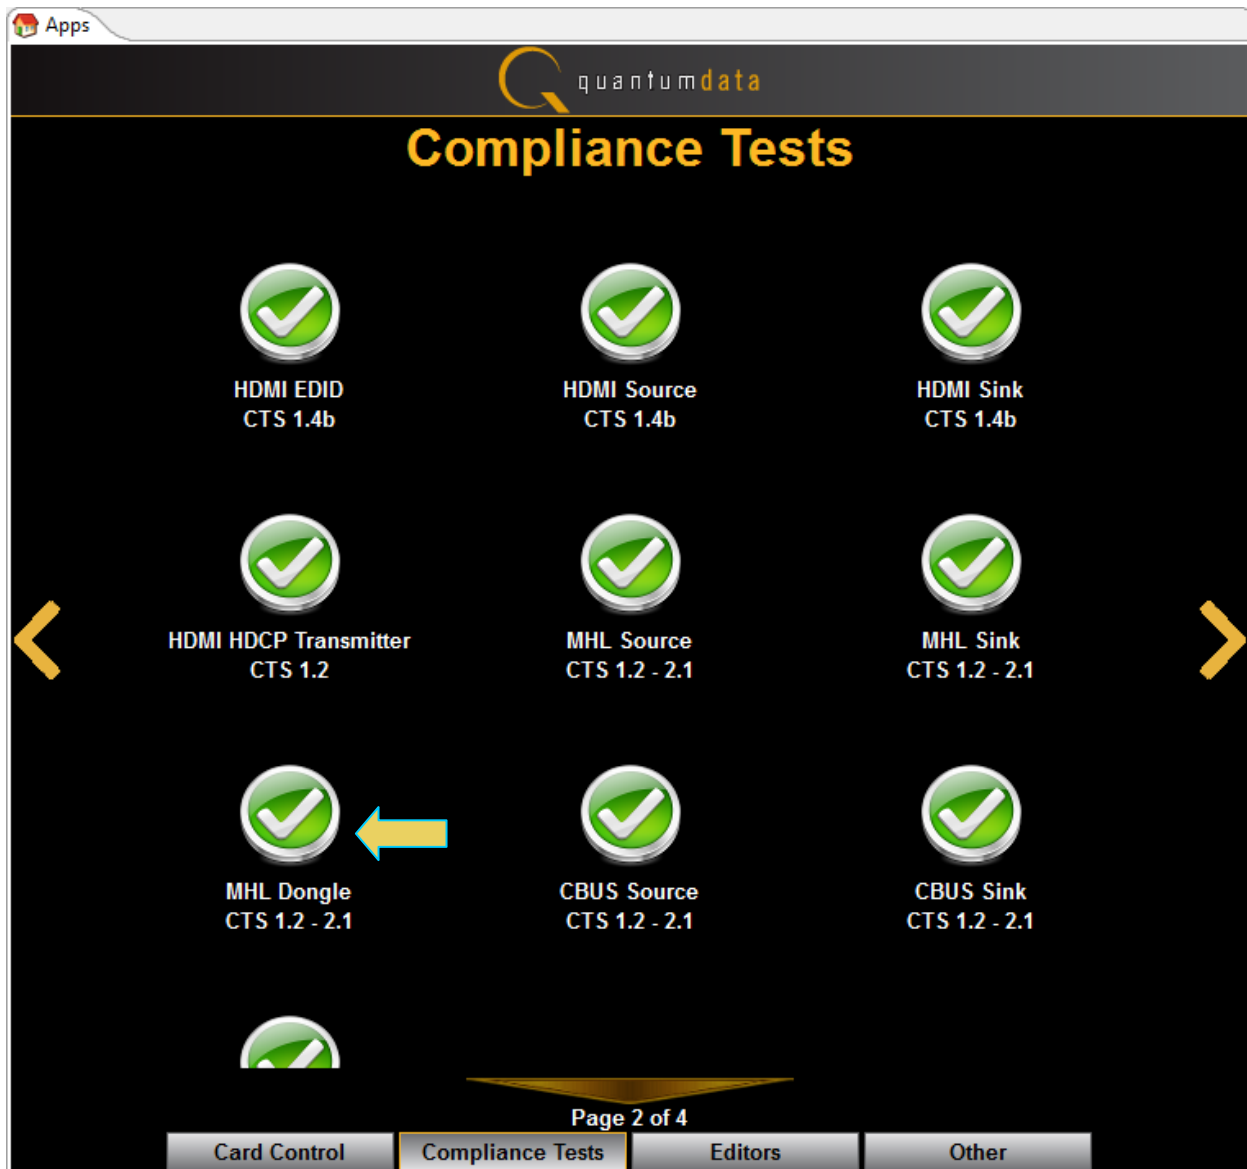 Apps
quantumdata
Compliance Tests
HDMI EDID
CTS 1.4b
HDMI Source
CTS 1.4b
HDMI Sink
CTS 1.4b
HDMI HDCP Transmitter
CTS 1.2
MHL Source
CTS 1.2 - 2.1
MHL Sink
CTS 1.2 - 2.1
MHL Dongle
CTS 1.2 - 2.1
CBUS Source
CTS 1.2 - 2.1
CBUS Sink
CTS 1.2 - 2.1
Page 2 of 4
Card Control
Compliance Tests
Editors
Other